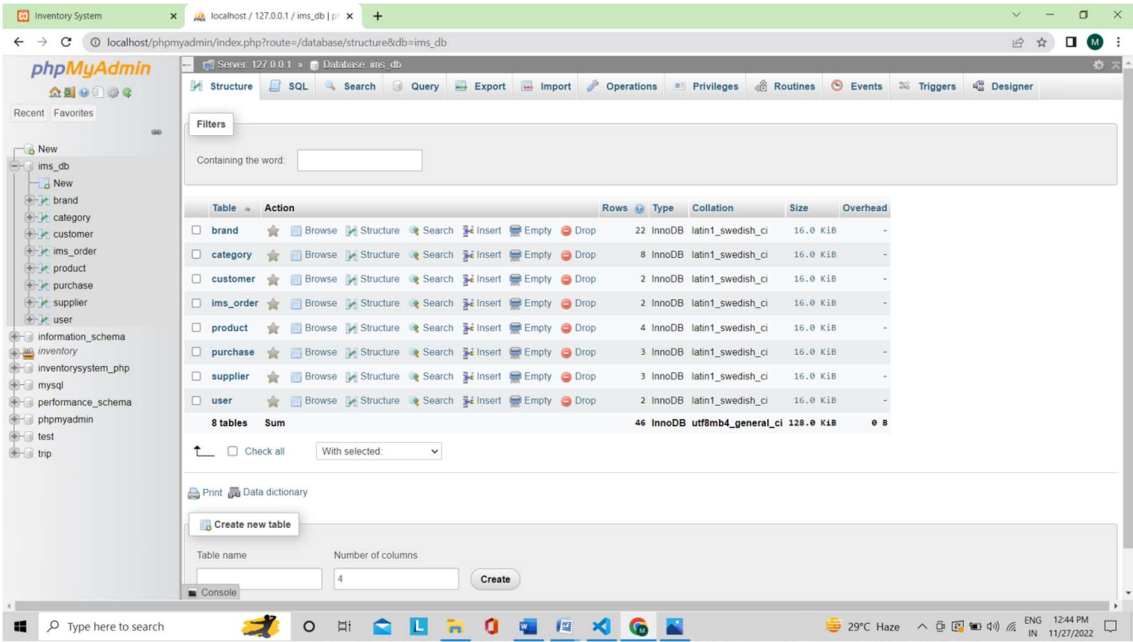 Inventory System
localhost / 127.0.0.1 / ims_db | p
localhost/phpmyadmin/index.php?route=/database/structure&db=ims_db
M
phpMyAdmin
Recent Favorites
New
ims_db
New
brand
category
customer
ims_order
product
purchase
supplier
user
information_schema
inventory
inventorysystem_php
mysql
performance_schema
phpmyadmin
test
trip
Server: 127.0.0.1 » Database: ims_db
Structure SQL Search Query Export Import Operations Privileges Routines Events Triggers Designer
Filters
Containing the word:
Table Action Rows Type Collation Size Overhead
brand Browse Structure Search Insert Empty Drop 22 InnoDB latin1_swedish_ci 16.0 KiB -
category Browse Structure Search Insert Empty Drop 8 InnoDB latin1_swedish_ci 16.0 KiB -
customer Browse Structure Search Insert Empty Drop 2 InnoDB latin1_swedish_ci 16.0 KiB -
ims_order Browse Structure Search Insert Empty Drop 2 InnoDB latin1_swedish_ci 16.0 KiB -
product Browse Structure Search Insert Empty Drop 4 InnoDB latin1_swedish_ci 16.0 KiB -
purchase Browse Structure Search Insert Empty Drop 3 InnoDB latin1_swedish_ci 16.0 KiB -
supplier Browse Structure Search Insert Empty Drop 3 InnoDB latin1_swedish_ci 16.0 KiB -
user Browse Structure Search Insert Empty Drop 2 InnoDB latin1_swedish_ci 16.0 KiB -
8 tables Sum 46 InnoDB utf8mb4_general_ci 128.0 KiB 0 B
Check all With selected:
Print Data dictionary
Create new table
Table name Number of columns
4 Create
Console
Type here to search
29°C Haze ENG 12:44 PM
IN 11/27/2022